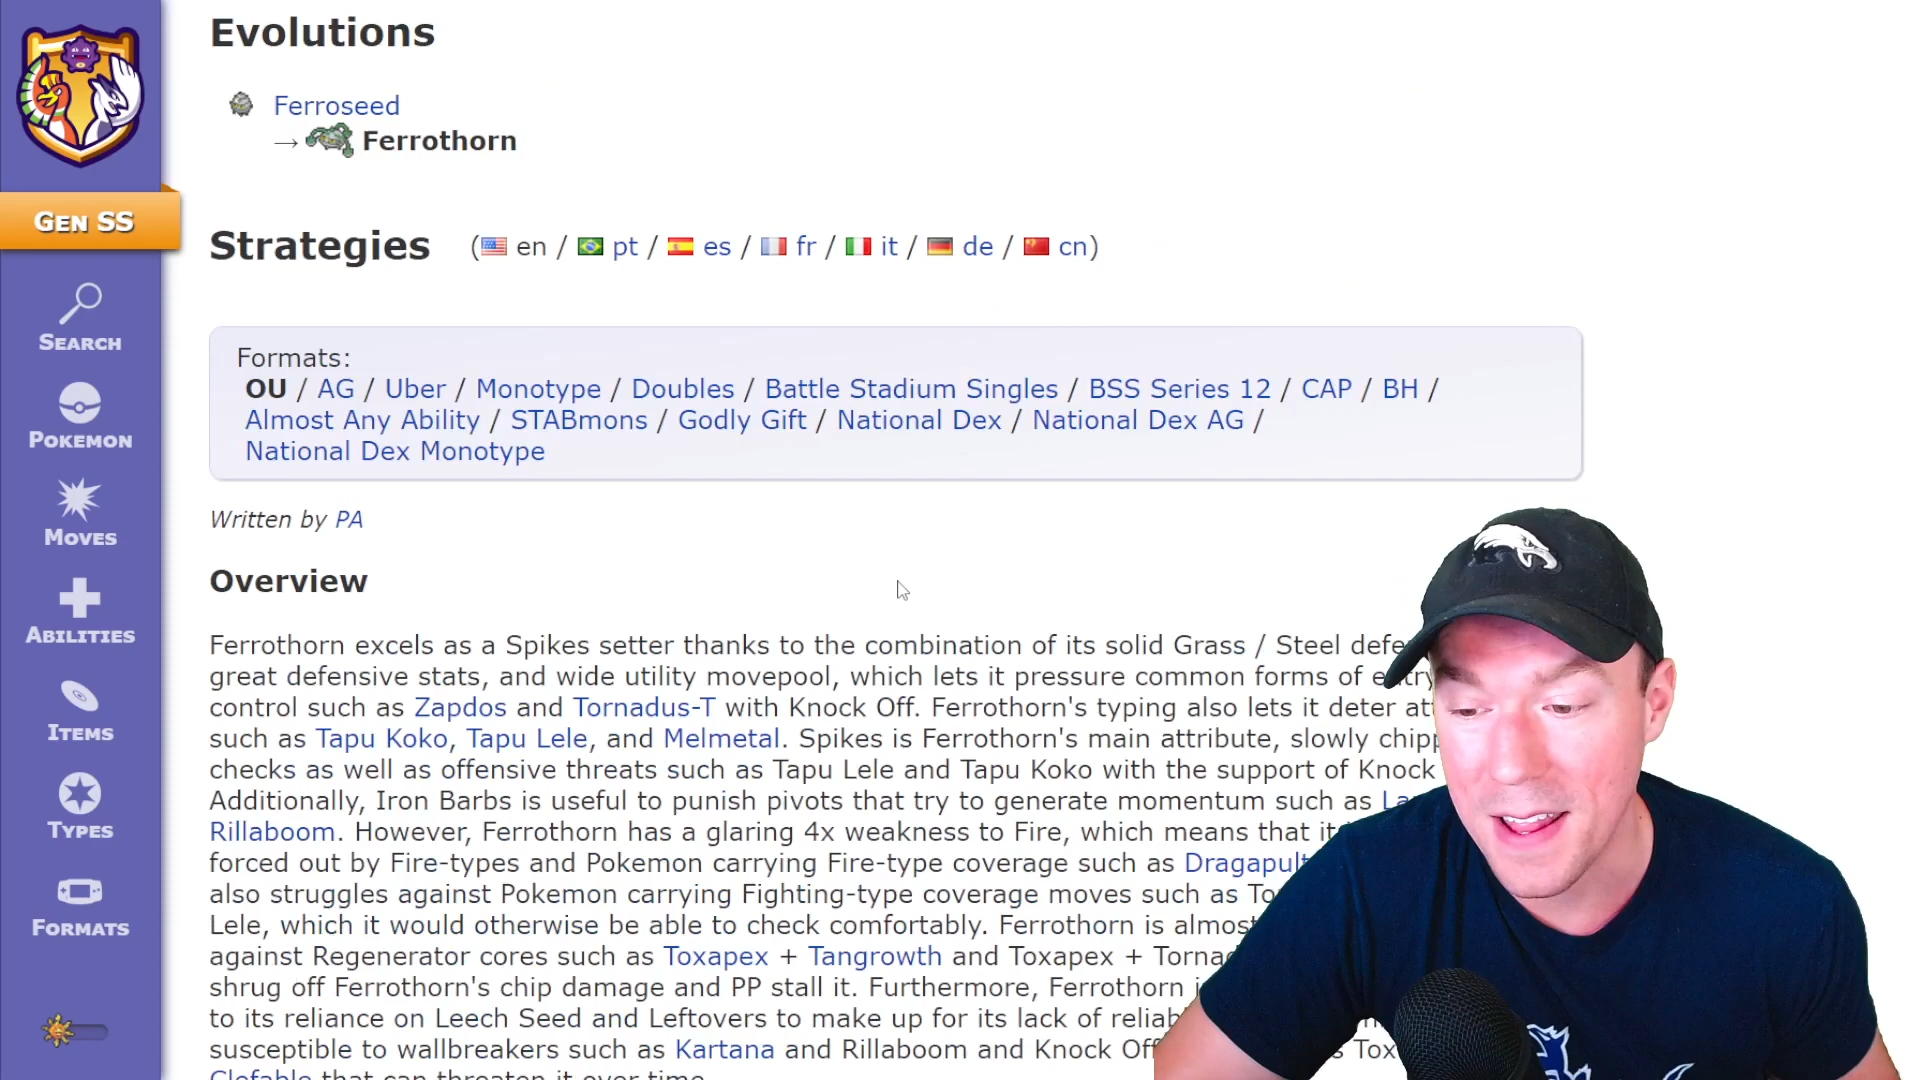 Evolutions
Ferroseed
→ Ferrothorn
GEN SS
Strategies (en / pt / es / fr / it / de / cn)
SEARCH
Formats:
OU / AG / Uber / Monotype / Doubles / Battle Stadium Singles / BSS Series 12 / CAP / BH /
Almost Any Ability / STABmons / Godly Gift / National Dex / National Dex AG /
National Dex Monotype
POKEMON
MOVES
Written by PA
Overview
ABILITIES
Ferrothorn excels as a Spikes setter thanks to the combination of its solid Grass / Steel
great defensive stats, and wide utility movepool, which lets it pressure common forms of
control such as Zapdos and Tornadus-T with Knock Off. Ferrothorn's typing also lets it deter
such as Tapu Koko, Tapu Lele, and Melmetal. Spikes is Ferrothorn's main attribute, slowly
checks as well as offensive threats such as Tapu Lele and Tapu Koko with the support of Knock
Additionally, Iron Barbs is useful to punish pivots that try to generate momentum such as
Rillaboom. However, Ferrothorn has a glaring 4x weakness to Fire, which means that
forced out by Fire-types and Pokemon carrying Fire-type coverage such as Dragapult
also struggles against Pokemon carrying Fighting-type coverage moves such as
Lele, which it would otherwise be able to check comfortably. Ferrothorn is almost
against Regenerator cores such as Toxapex + Tangrowth and Toxapex +
shrug off Ferrothorn's chip damage and PP stall it. Furthermore, Ferrothorn
to its reliance on Leech Seed and Leftovers to make up for its lack of
susceptible to wallbreakers such as Kartana and Rillaboom and Knock
Clefable that can threaten it over time.
ITEMS
TYPES
FORMATS